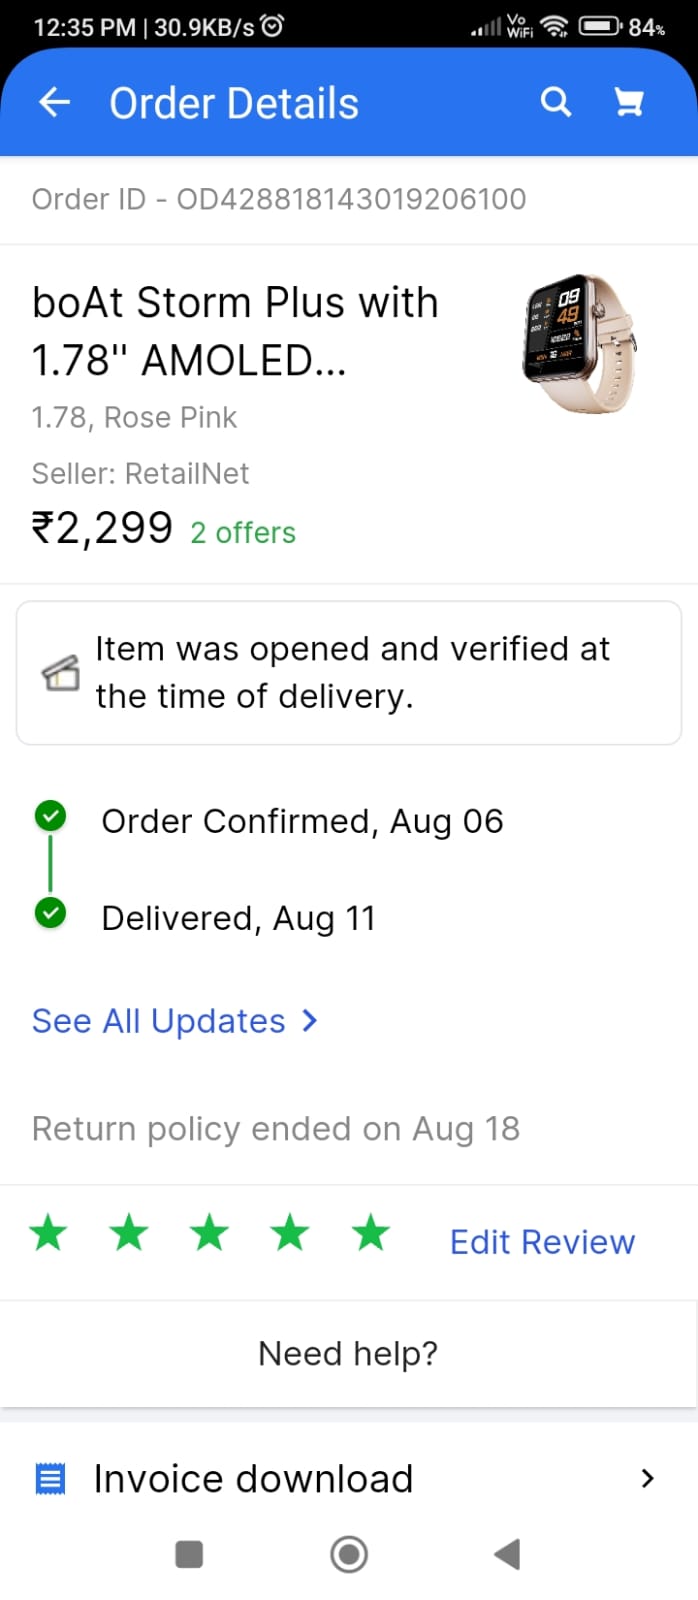 12:35 PM | 30.9KB/s
Vo
WiFi
84%
Order Details
Order ID - OD428818143019206100
boAt Storm Plus with
1.78" AMOLED...
1.78, Rose Pink
Seller: RetailNet
₹2,299 2 offers
09
49
Item was opened and verified at
the time of delivery.
Order Confirmed, Aug 06
Delivered, Aug 11
See All Updates
Return policy ended on Aug 18
Edit Review
Need help?
Invoice download